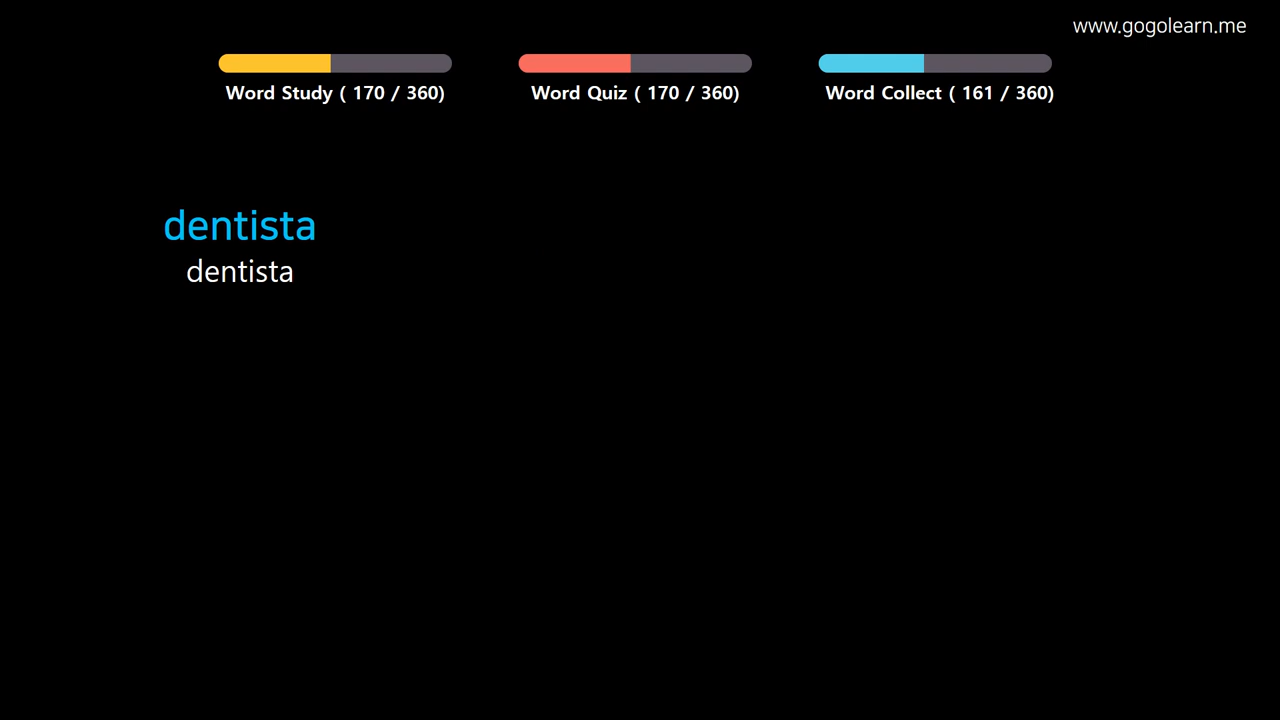 www.gogolearn.me
Word Study ( 170 / 360)
Word Quiz ( 170 / 360)
Word Collect ( 161 / 360)
dentista
dentista